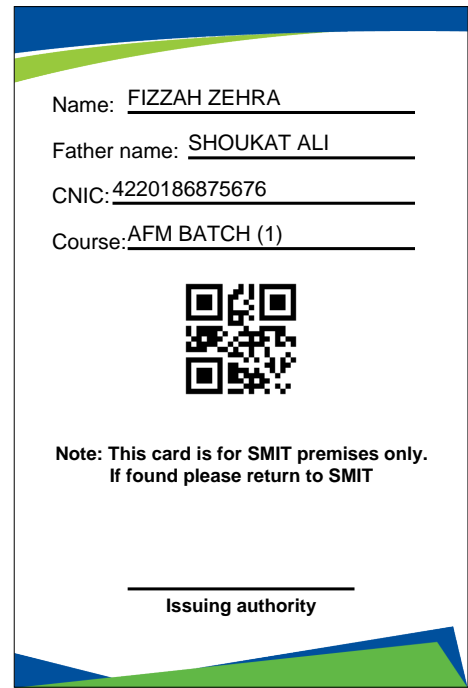 Name: FIZZAH ZEHRA
Father name: SHOUKAT ALI
CNIC: 4220186875676
Course: AFM BATCH (1)
Note: This card is for SMIT premises only.
If found please return to SMIT
Issuing authority